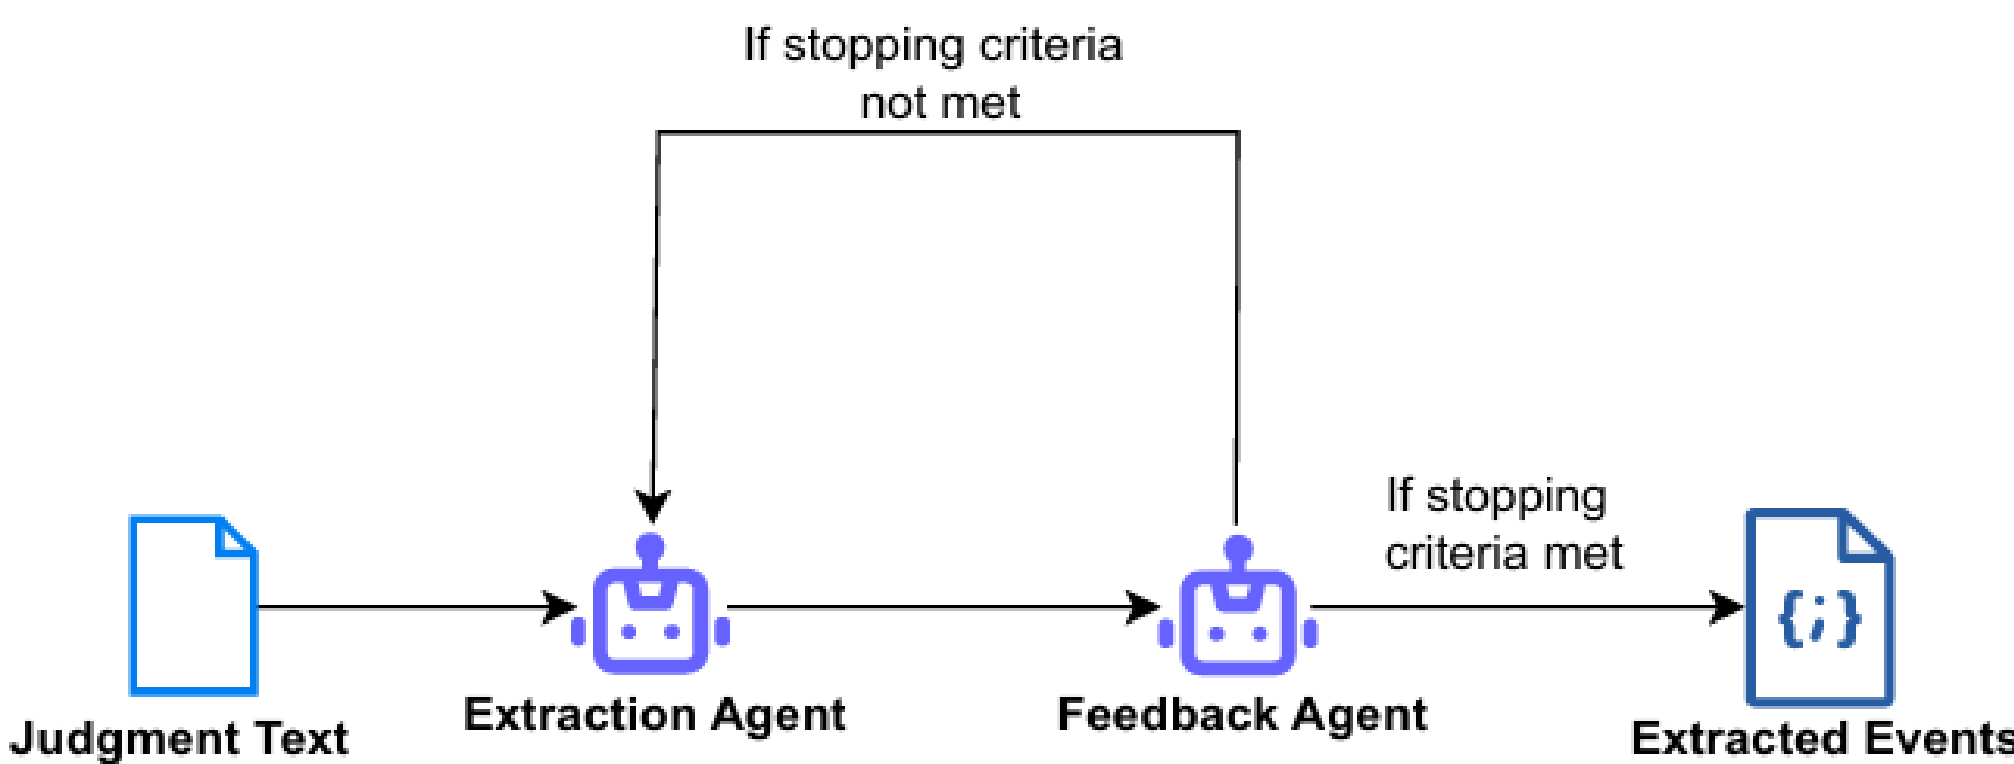 If stopping criteria
not met
If stopping
criteria met
{;}
Judgment Text
Extraction Agent
Feedback Agent
Extracted Events